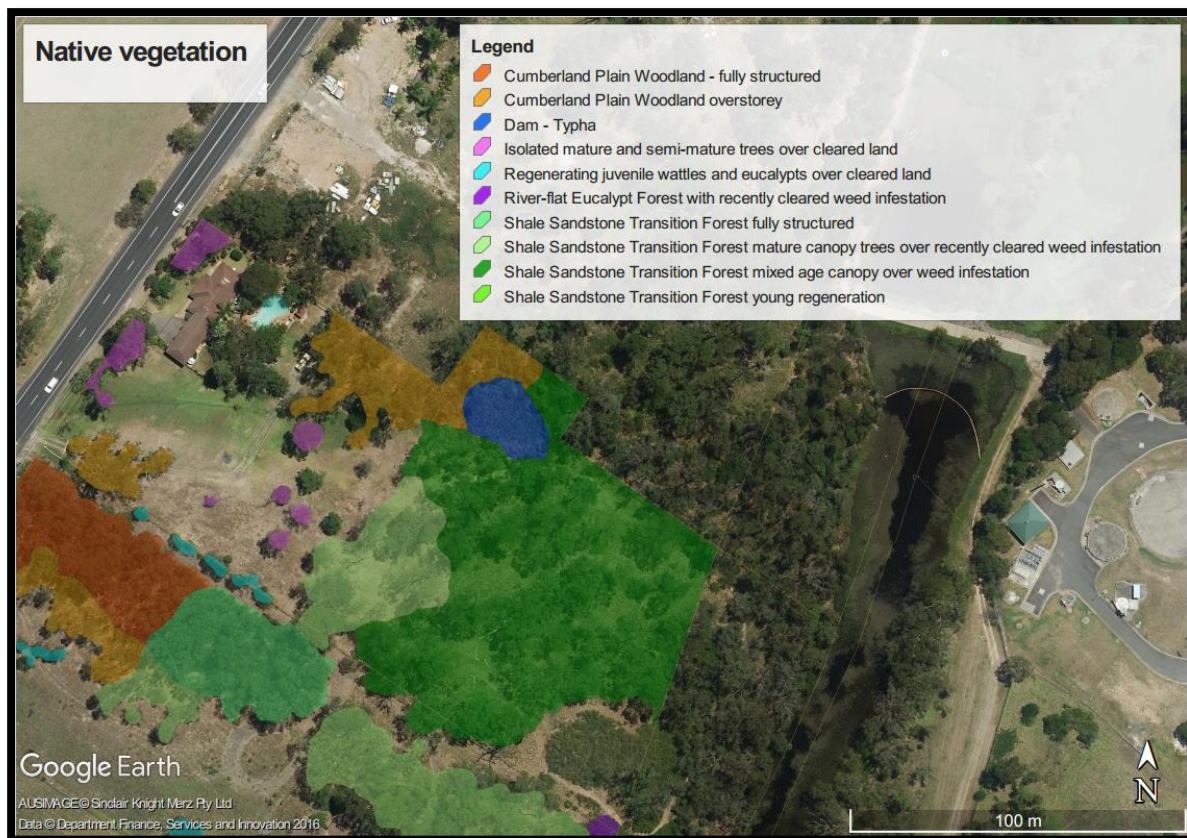 Native vegetation
Legend
Cumberland Plain Woodland - fully structured
Cumberland Plain Woodland overstorey
Dam - Typha
Isolated mature and semi-mature trees over cleared land
Regenerating juvenile wattles and eucalypts over cleared land
River-flat Eucalypt Forest with recently cleared weed infestation
Shale Sandstone Transition Forest fully structured
Shale Sandstone Transition Forest mature canopy trees over recently cleared weed infestation
Shale Sandstone Transition Forest mixed age canopy over weed infestation
Shale Sandstone Transition Forest young regeneration
Google Earth
AUSIMAGE © Sinclair Knight Merz Pty Ltd
Data © Department Finance, Services and Innovation 2016
N
100 m